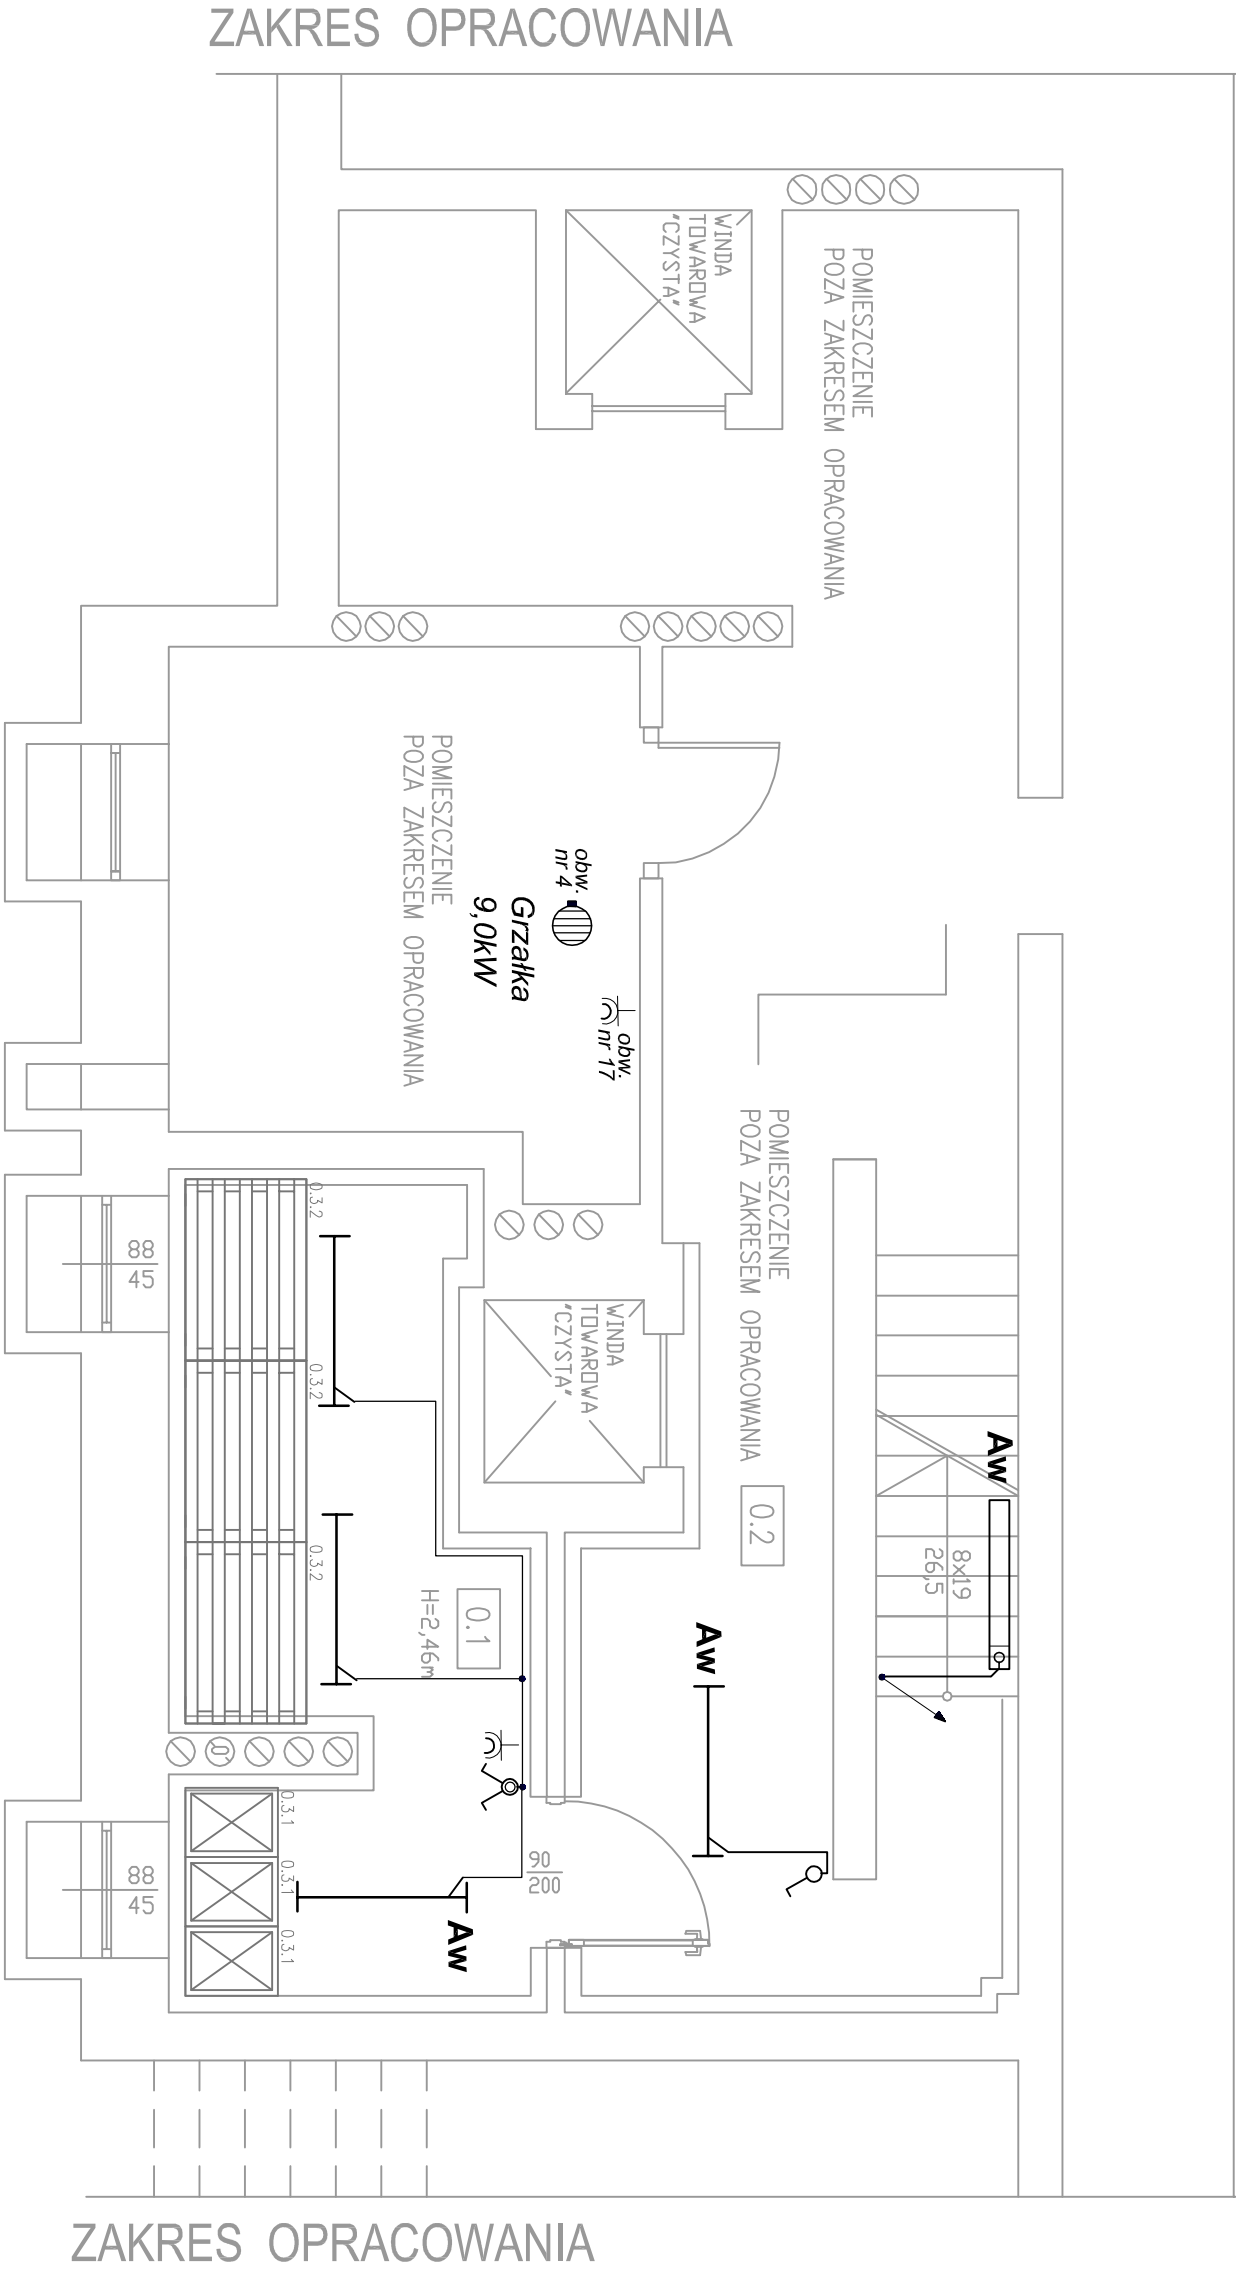 ZAKRES OPRACOWANIA
WINDA
TOWAROWA
"CZYSTA"
POMIESZCZENIE
POZA ZAKRESEM OPRACOWANIA
POMIESZCZENIE
POZA ZAKRESEM OPRACOWANIA
obw.
nr 4
Grzałka
9,0kW
obw.
nr 17
POMIESZCZENIE
POZA ZAKRESEM OPRACOWANIA
0.3.2
88
45
WINDA
TOWAROWA
"CZYSTA"
0.3.2
Aw
0.2
8x19
26,5
0.3.2
0.1
H=2,46m
Aw
0.3.1
90
200
88
45
0.3.1
Aw
0.3.1
ZAKRES OPRACOWANIA